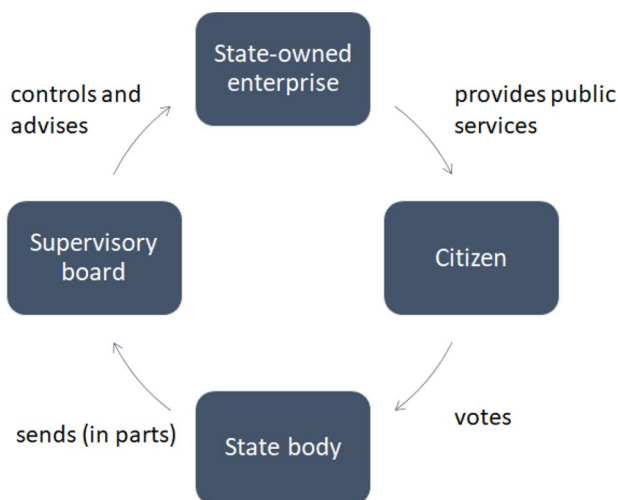 State-owned
enterprise
controls and
advises
provides public
services
Supervisory
board
Citizen
sends (in parts)
State body
votes